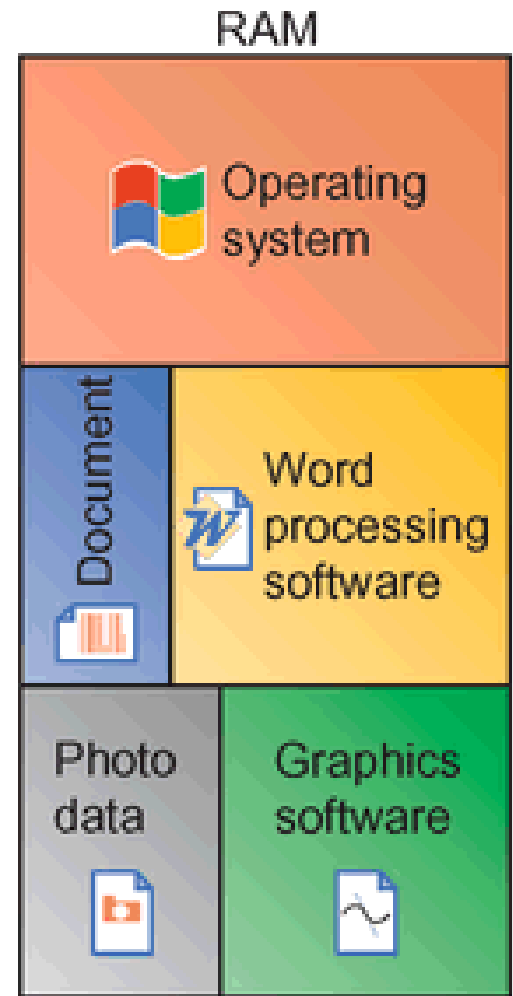 RAM
Operating
system
Document
Word
processing
software
W
Photo
data
Graphics
software